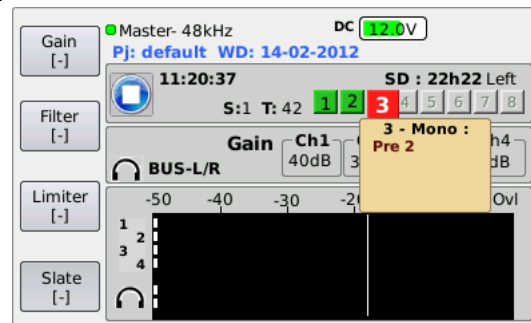 Gain
[-]
Filter
[-]
Limiter
[-]
Slate
[-]
Master- 48kHz
DC 12.0V
Pj: default WD: 14-02-2012
11:20:37
SD : 22h22 Left
S:1 T: 42 1 2 3 4 5 6 7 8
3 - Mono :
Pre 2
Gain
Ch1
40dB
3
h4
dB
BUS-L/R
-50 -40 -30 -2 Ovl
1
2
3
4